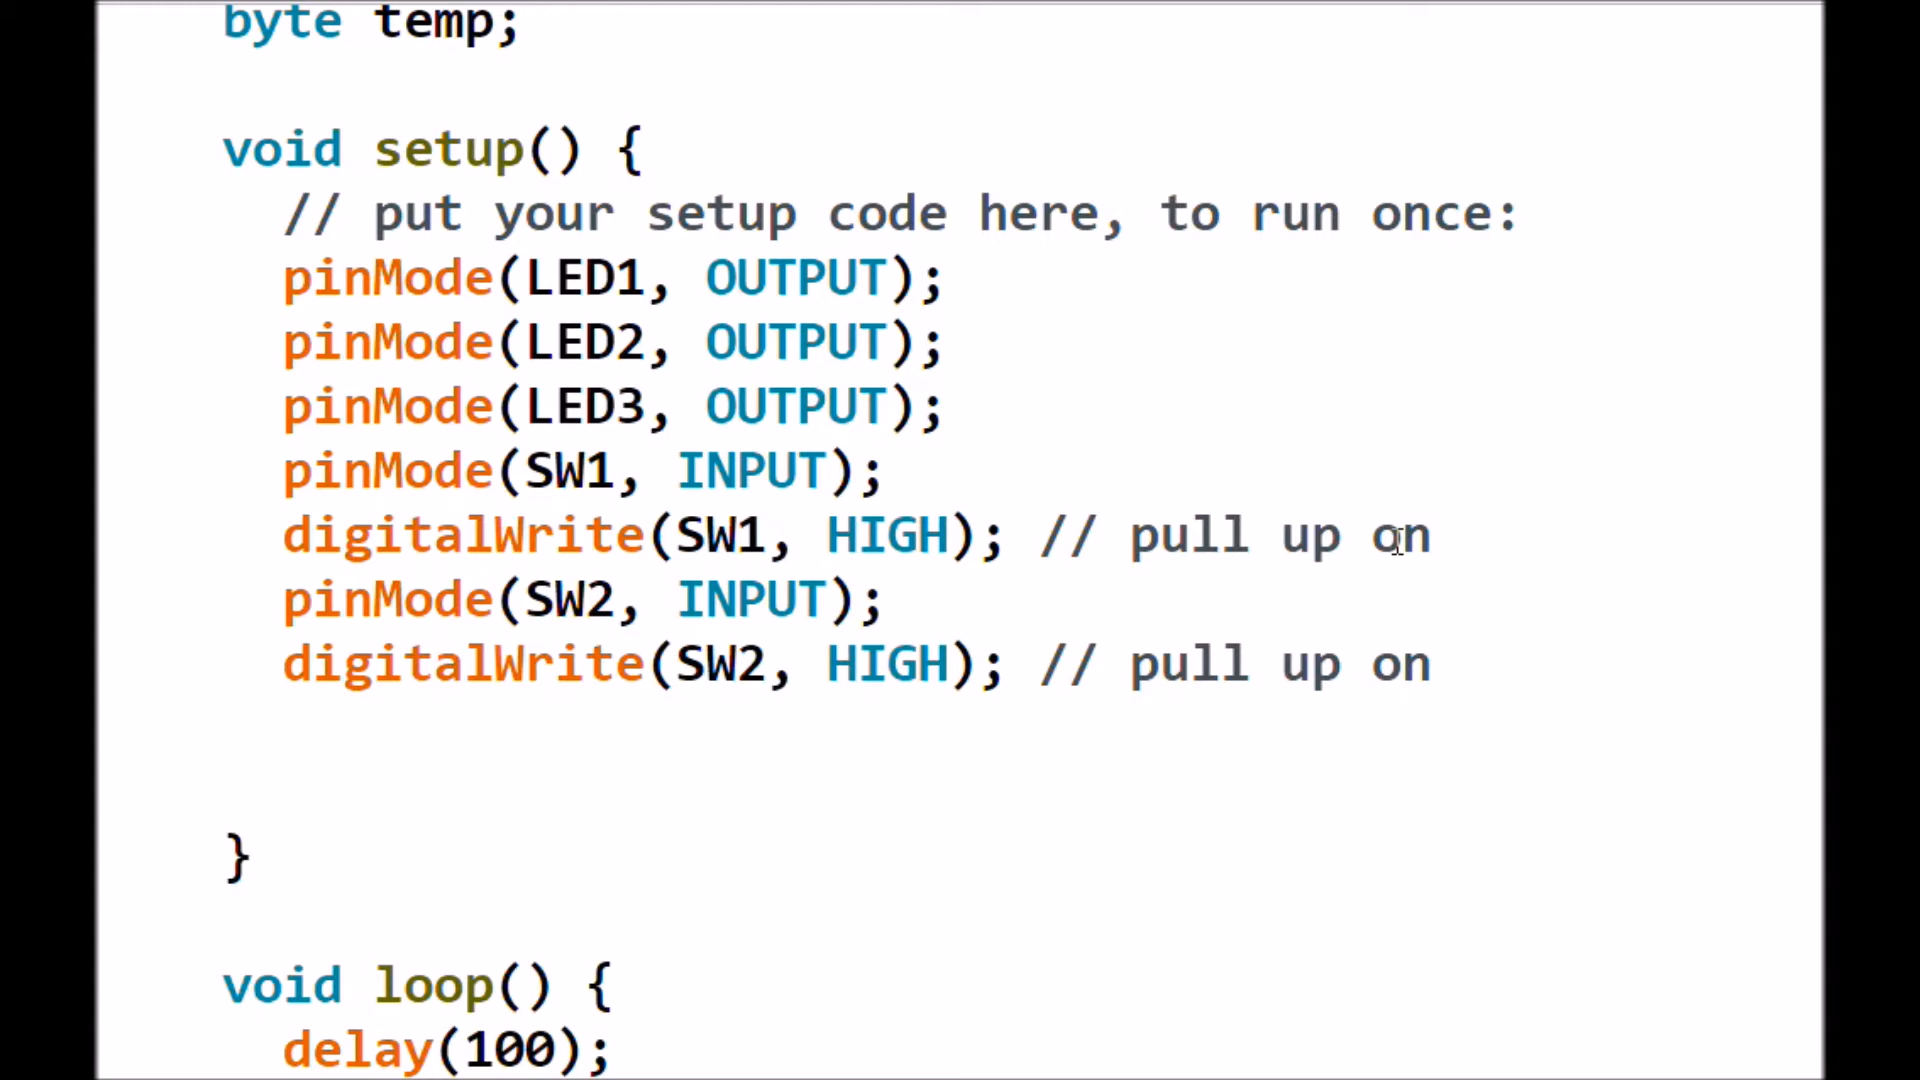 byte temp;
void setup() {
// put your setup code here, to run once:
pinMode(LED1, OUTPUT);
pinMode(LED2, OUTPUT);
pinMode(LED3, OUTPUT);
pinMode(SW1, INPUT);
digitalWrite(SW1, HIGH); // pull up on
pinMode(SW2, INPUT);
digitalWrite(SW2, HIGH); // pull up on
}
void loop() {
delay(100);